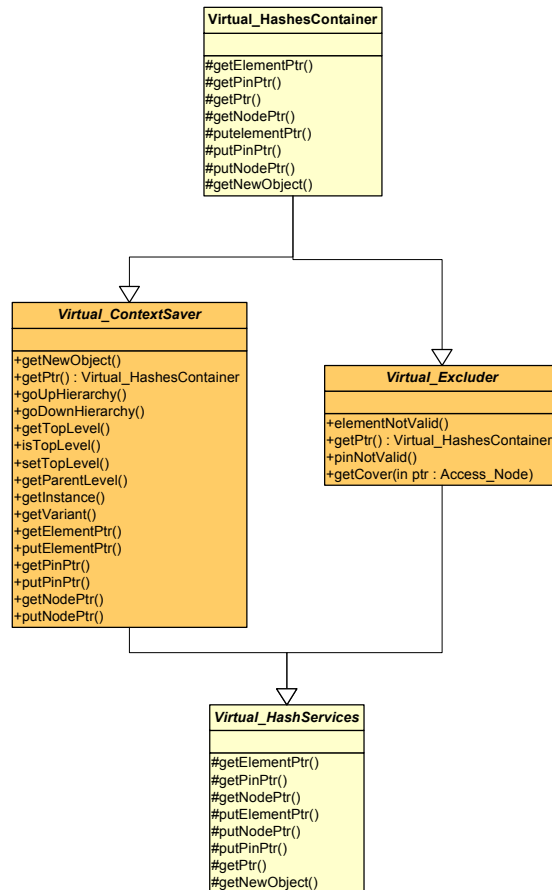 Virtual_HashesContainer
#getElementPtr()
#getPinPtr()
#getPtr()
#getNodePtr()
#putelementPtr()
#putPinPtr()
#putNodePtr()
#getNewObject()
Virtual_ContextSaver
+getNewObject()
+getPtr() : Virtual_HashesContainer
+goUpHierarchy()
+goDownHierarchy()
+getTopLevel()
+isTopLevel()
+setTopLevel()
+getParentLevel()
+getInstance()
+getVariant()
+getElementPtr()
+putElementPtr()
+getPinPtr()
+putPinPtr()
+getNodePtr()
+putNodePtr()
Virtual_Excluder
+elementNotValid()
+getPtr() : Virtual_HashesContainer
+pinNotValid()
+getCover(in ptr : Access_Node)
Virtual_HashServices
#getElementPtr()
#getPinPtr()
#getNodePtr()
#putElementPtr()
#putNodePtr()
#putPinPtr()
#getPtr()
#getNewObject()